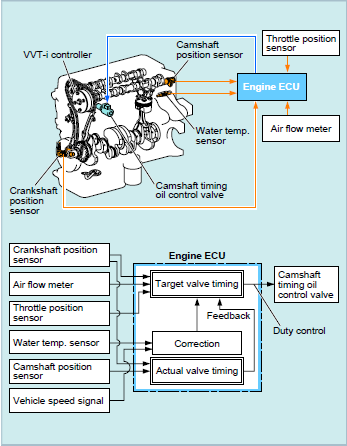 Camshaft
position sensor
Throttle position
sensor
VVT-i controller
Engine ECU
Water temp.
sensor
Air flow meter
Crankshaft
position
sensor
Camshaft timing
oil control valve
Crankshaft position
sensor
Engine ECU
Air flow meter
Target valve timing
Camshaft
timing oil
control valve
Throttle position
sensor
Feedback
Duty control
Water temp. sensor
Correction
Camshaft position
sensor
Actual valve timing
Vehicle speed signal